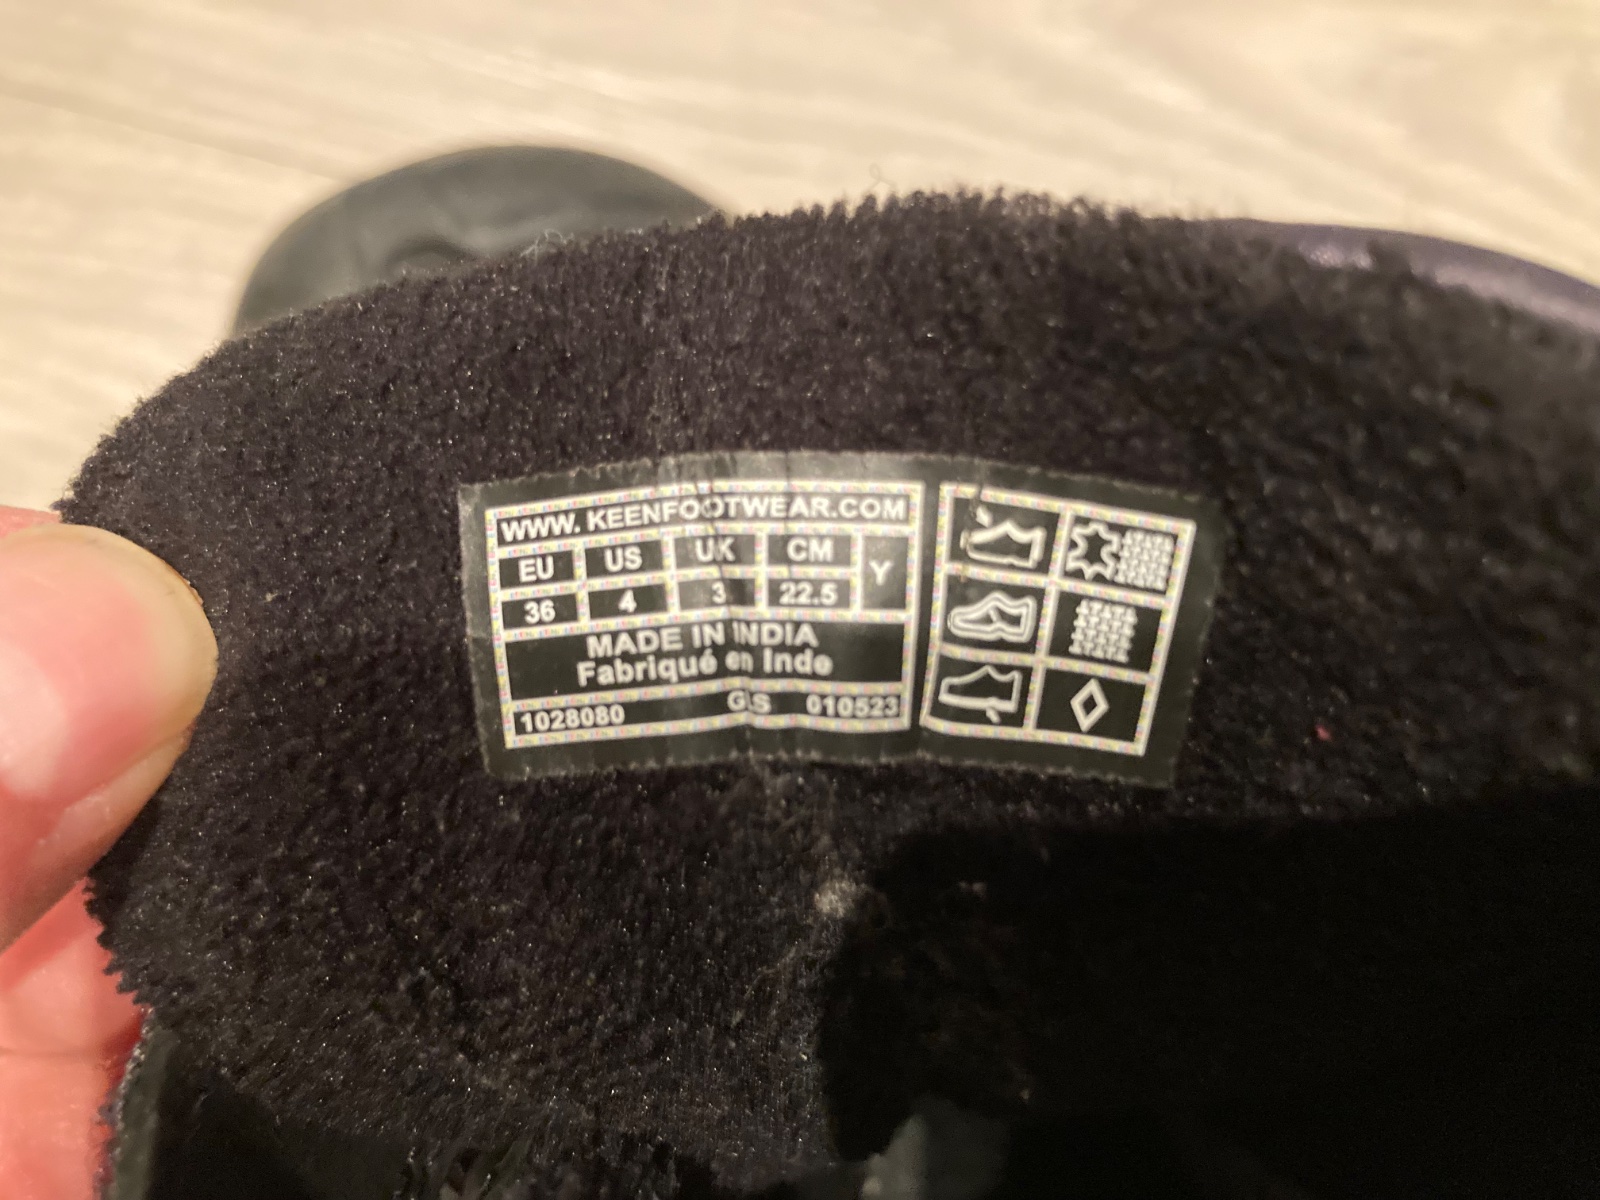 WWW. KEENFOOTWEAR.COM
EU US UK CM Y
36 4 3 22.5
MADE IN INDIA
Fabriqué en Inde
1028080 GLS 010523